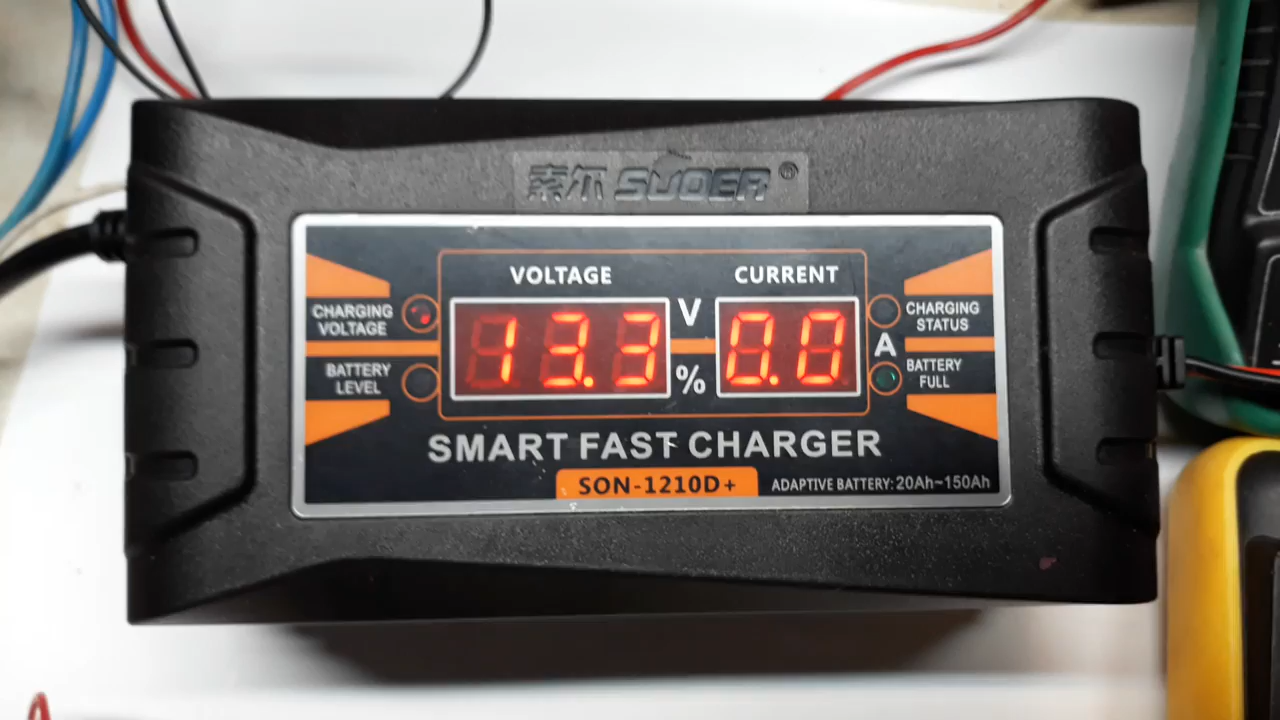 索尔 SUOER ®
VOLTAGE
CURRENT
CHARGING
VOLTAGE
13.3
V
0.0
CHARGING
STATUS
A
BATTERY
LEVEL
%
BATTERY
FULL
SMART FAST CHARGER
SON-1210D+
ADAPTIVE BATTERY: 20Ah~150Ah